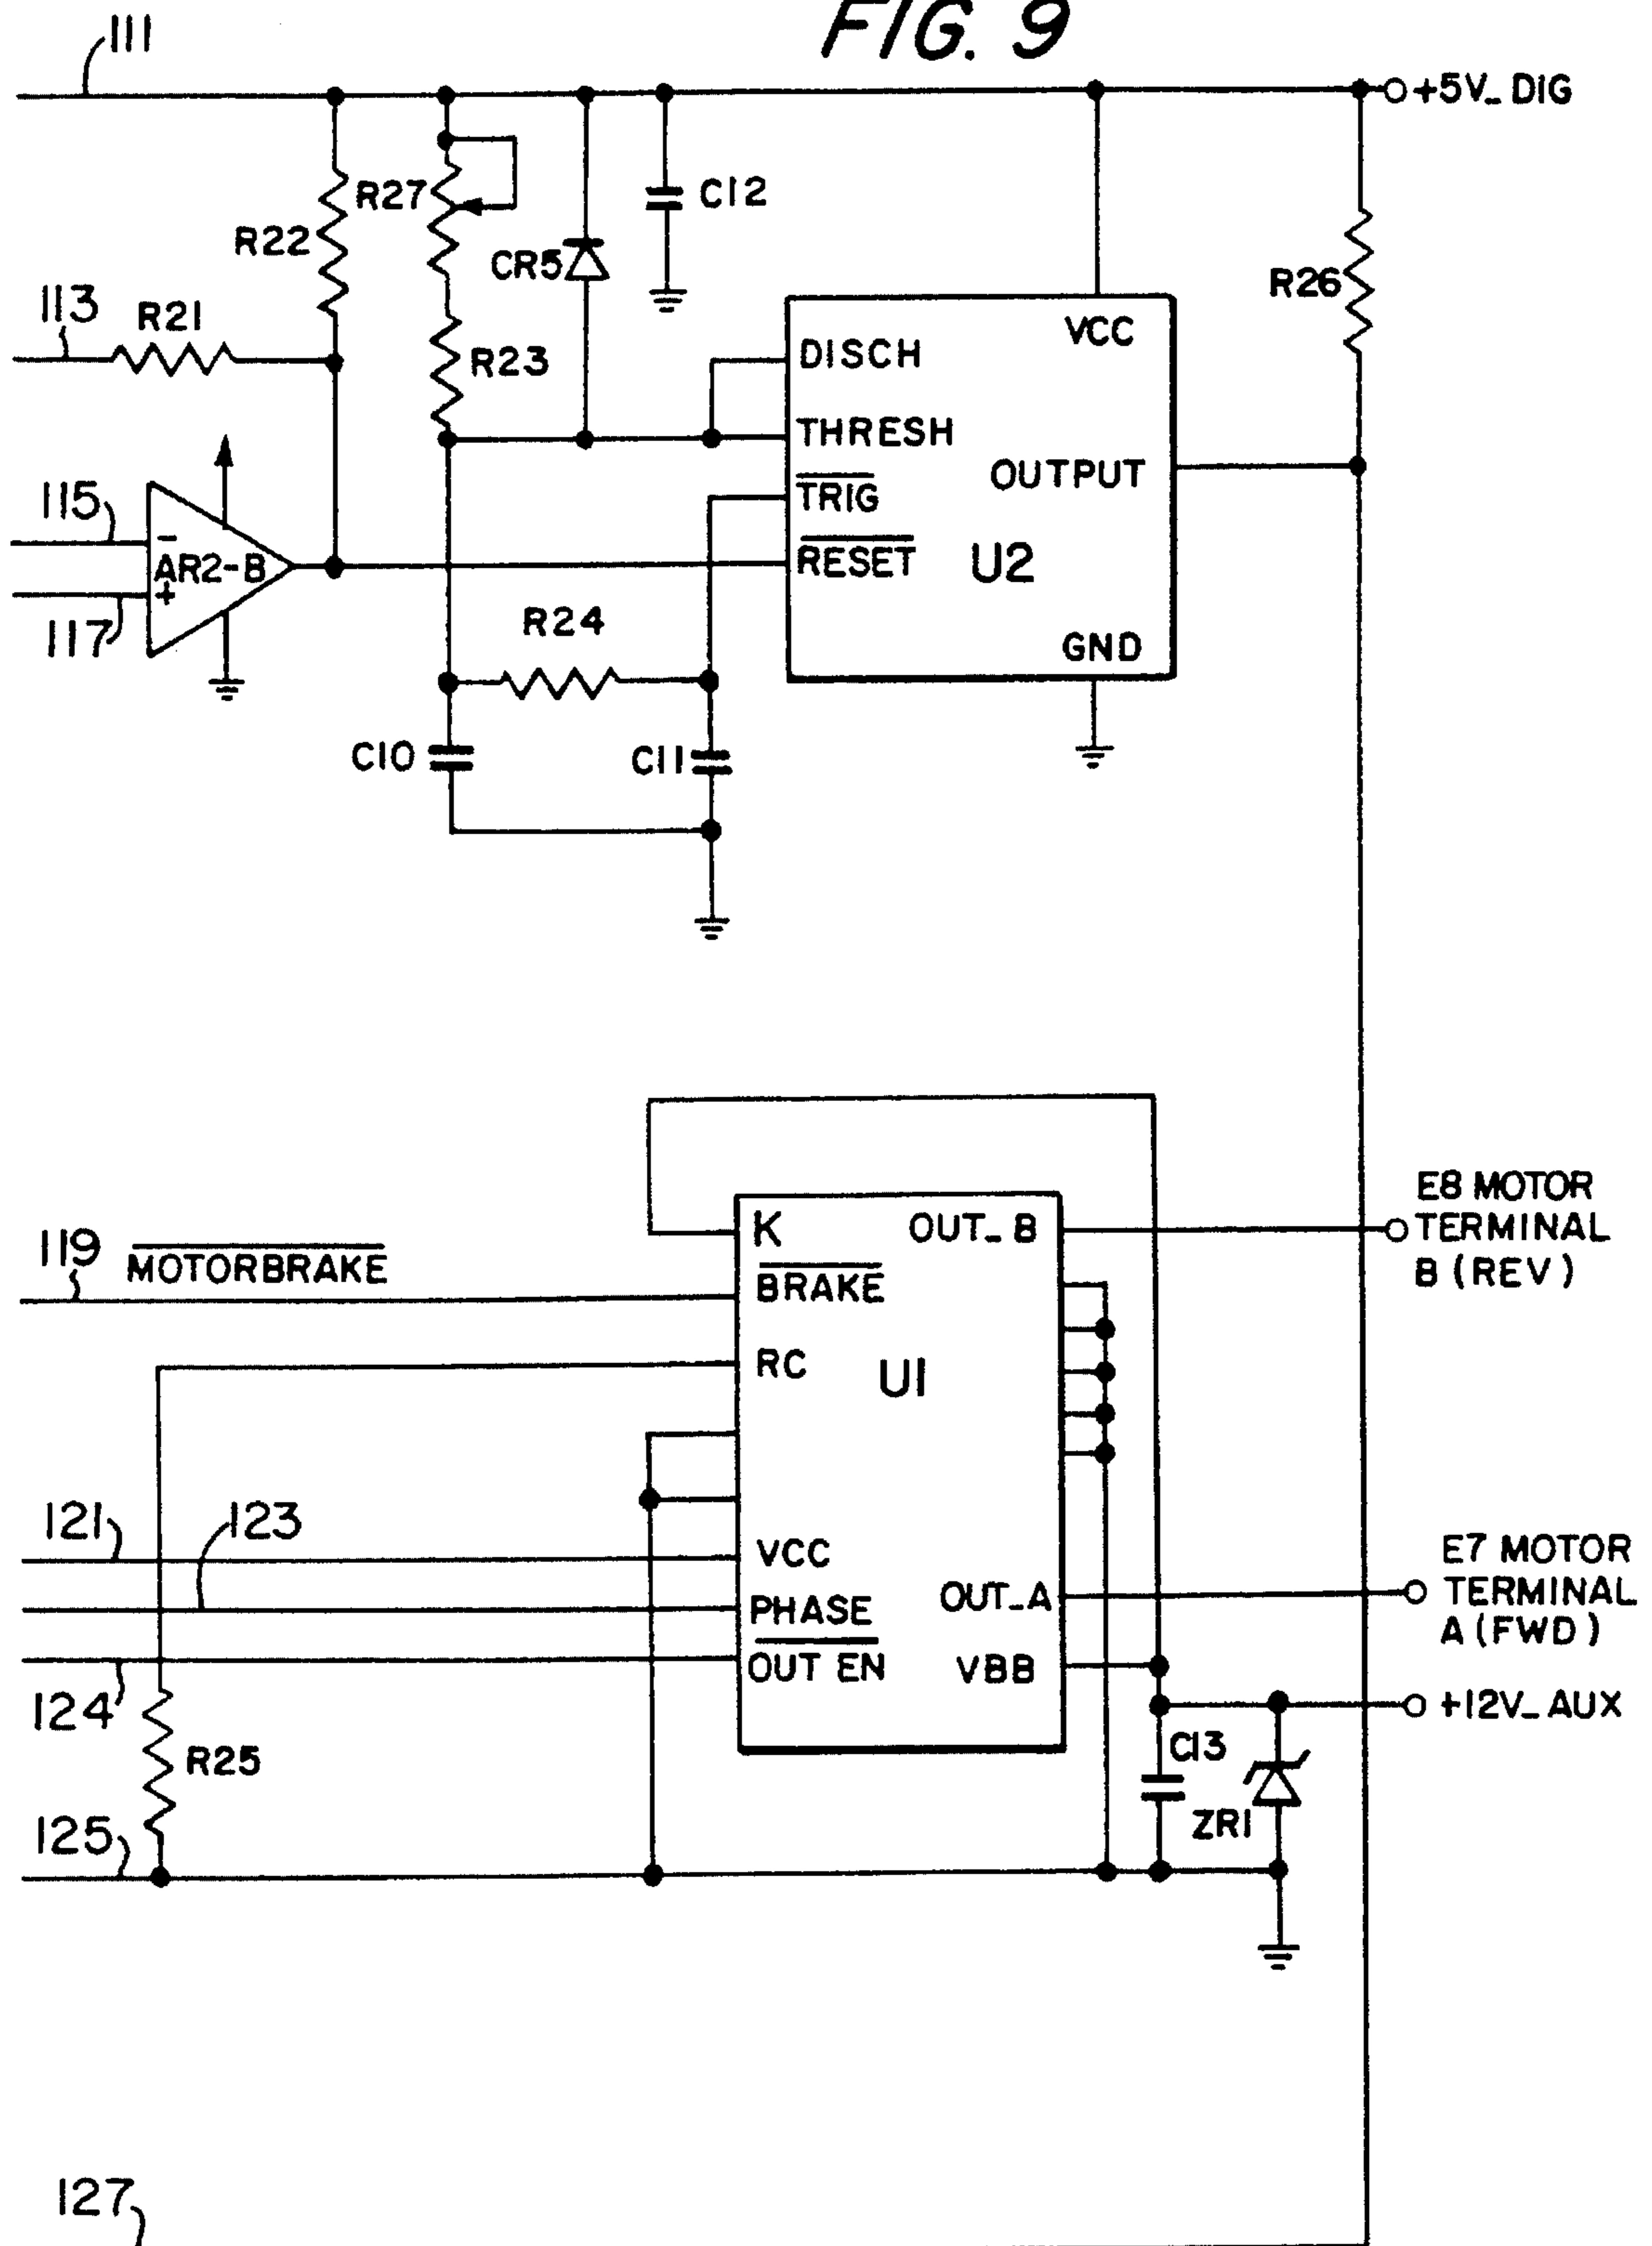 FIG. 9
111
+5V_DIG
R27
C12
R22
CR5
R26
113
R21
VCC
DISCH
R23
THRESH
OUTPUT
115
TRIG
-
AR2-B
RESET
U2
+
117
R24
GND
C10
C11
E8 MOTOR
TERMINAL
B (REV)
K
OUT_B
119
MOTORBRAKE
BRAKE
RC
U1
121
123
VCC
E7 MOTOR
TERMINAL
A (FWD)
PHASE
OUT_A
OUT EN
VBB
124
+12V_AUX
R25
C13
ZR1
125
127